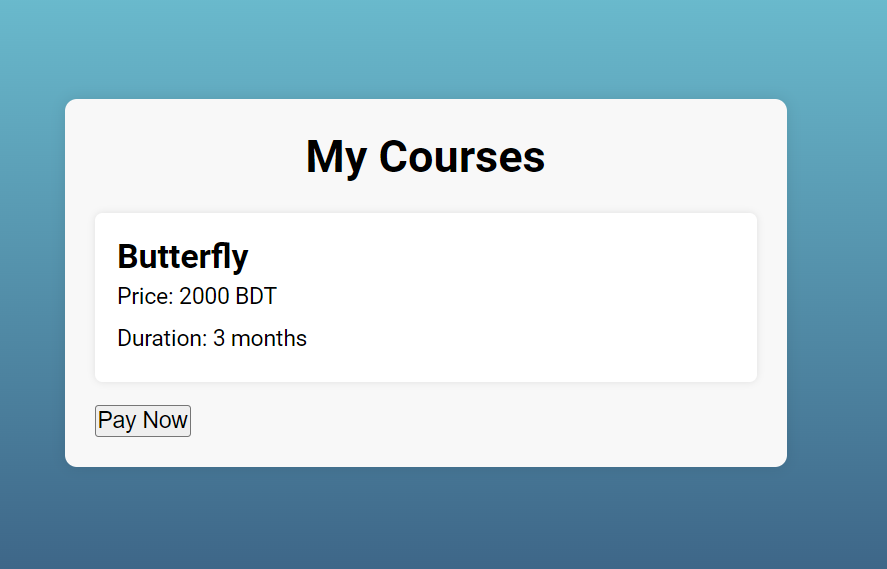 My Courses
Butterfly
Price: 2000 BDT
Duration: 3 months
Pay Now